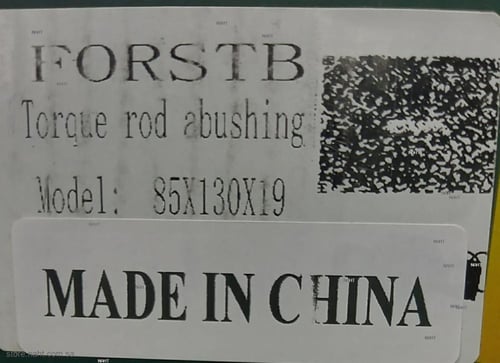 FORSTB
Torque rod abushing
Model: 85X130X19
MADE IN CHINA